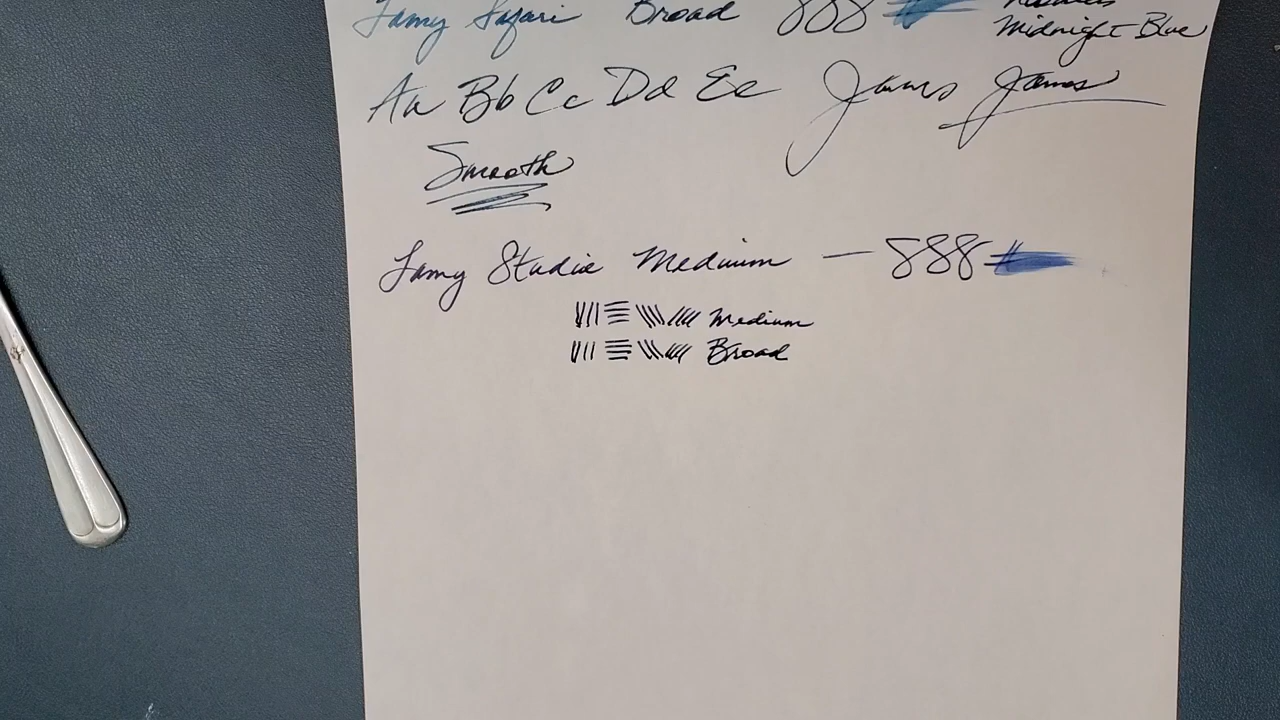 Lamy Safari Broad 888
Midnight Blue
Aa Bb Cc Dd Ee James James
Smooth
Lamy Studio Medium — 888
Medium
Broad